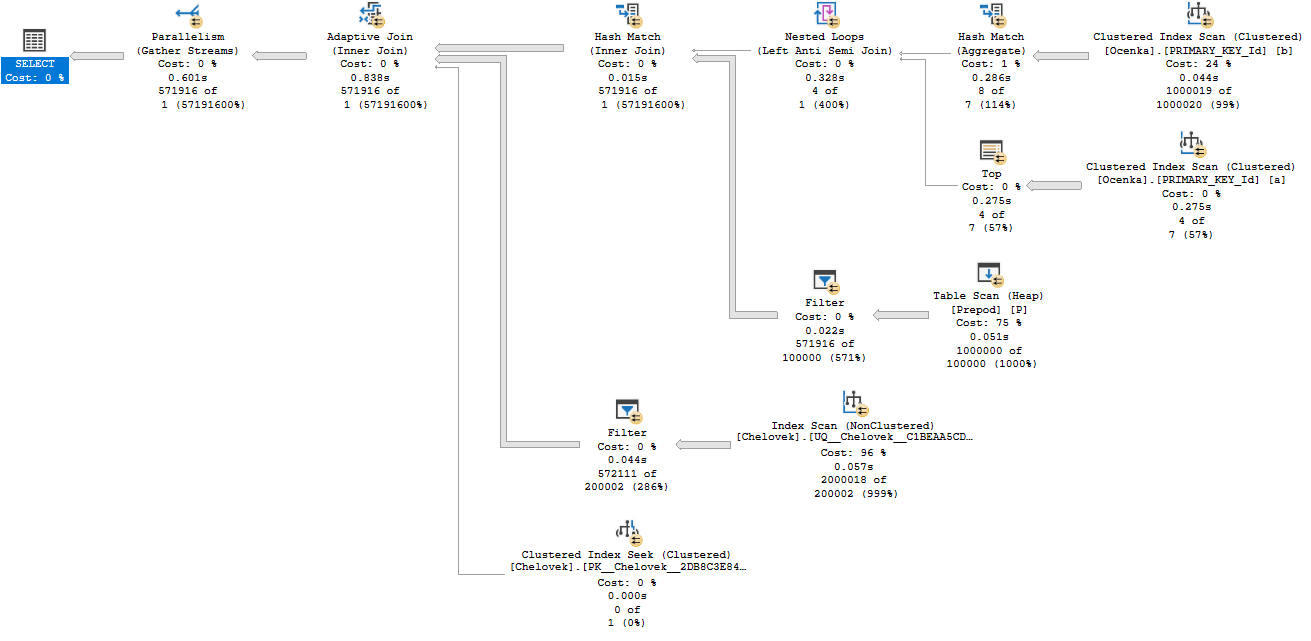 SELECT
Cost: 0 %
Parallelism
(Gather Streams)
Cost: 0 %
0.601s
571916 of
1 (57191600%)
Adaptive Join
(Inner Join)
Cost: 0 %
0.838s
571916 of
1 (57191600%)
Hash Match
(Inner Join)
Cost: 0 %
0.015s
571916 of
1 (57191600%)
Nested Loops
(Left Anti Semi Join)
Cost: 0 %
0.328s
4 of
1 (400%)
Hash Match
(Aggregate)
Cost: 1 %
0.286s
8 of
7 (114%)
Clustered Index Scan (Clustered)
[Ocenka].[PRIMARY_KEY_Id] [b]
Cost: 24 %
0.044s
1000019 of
1000020 (99%)
Top
Cost: 0 %
0.275s
4 of
7 (57%)
Clustered Index Scan (Clustered)
[Ocenka].[PRIMARY_KEY_Id] [a]
Cost: 0 %
0.275s
4 of
7 (57%)
Filter
Cost: 0 %
0.022s
571916 of
100000 (571%)
Table Scan (Heap)
[Prepod] [P]
Cost: 75 %
0.051s
1000000 of
100000 (1000%)
Filter
Cost: 0 %
0.044s
572111 of
200002 (286%)
Index Scan (NonClustered)
[Chelovek].[UQ__Chelovek__C1BEAA5CD…
Cost: 96 %
0.057s
2000018 of
200002 (999%)
Clustered Index Seek (Clustered)
[Chelovek].[PK__Chelovek__2DB8C3E84…
Cost: 0 %
0.000s
0 of
1 (0%)